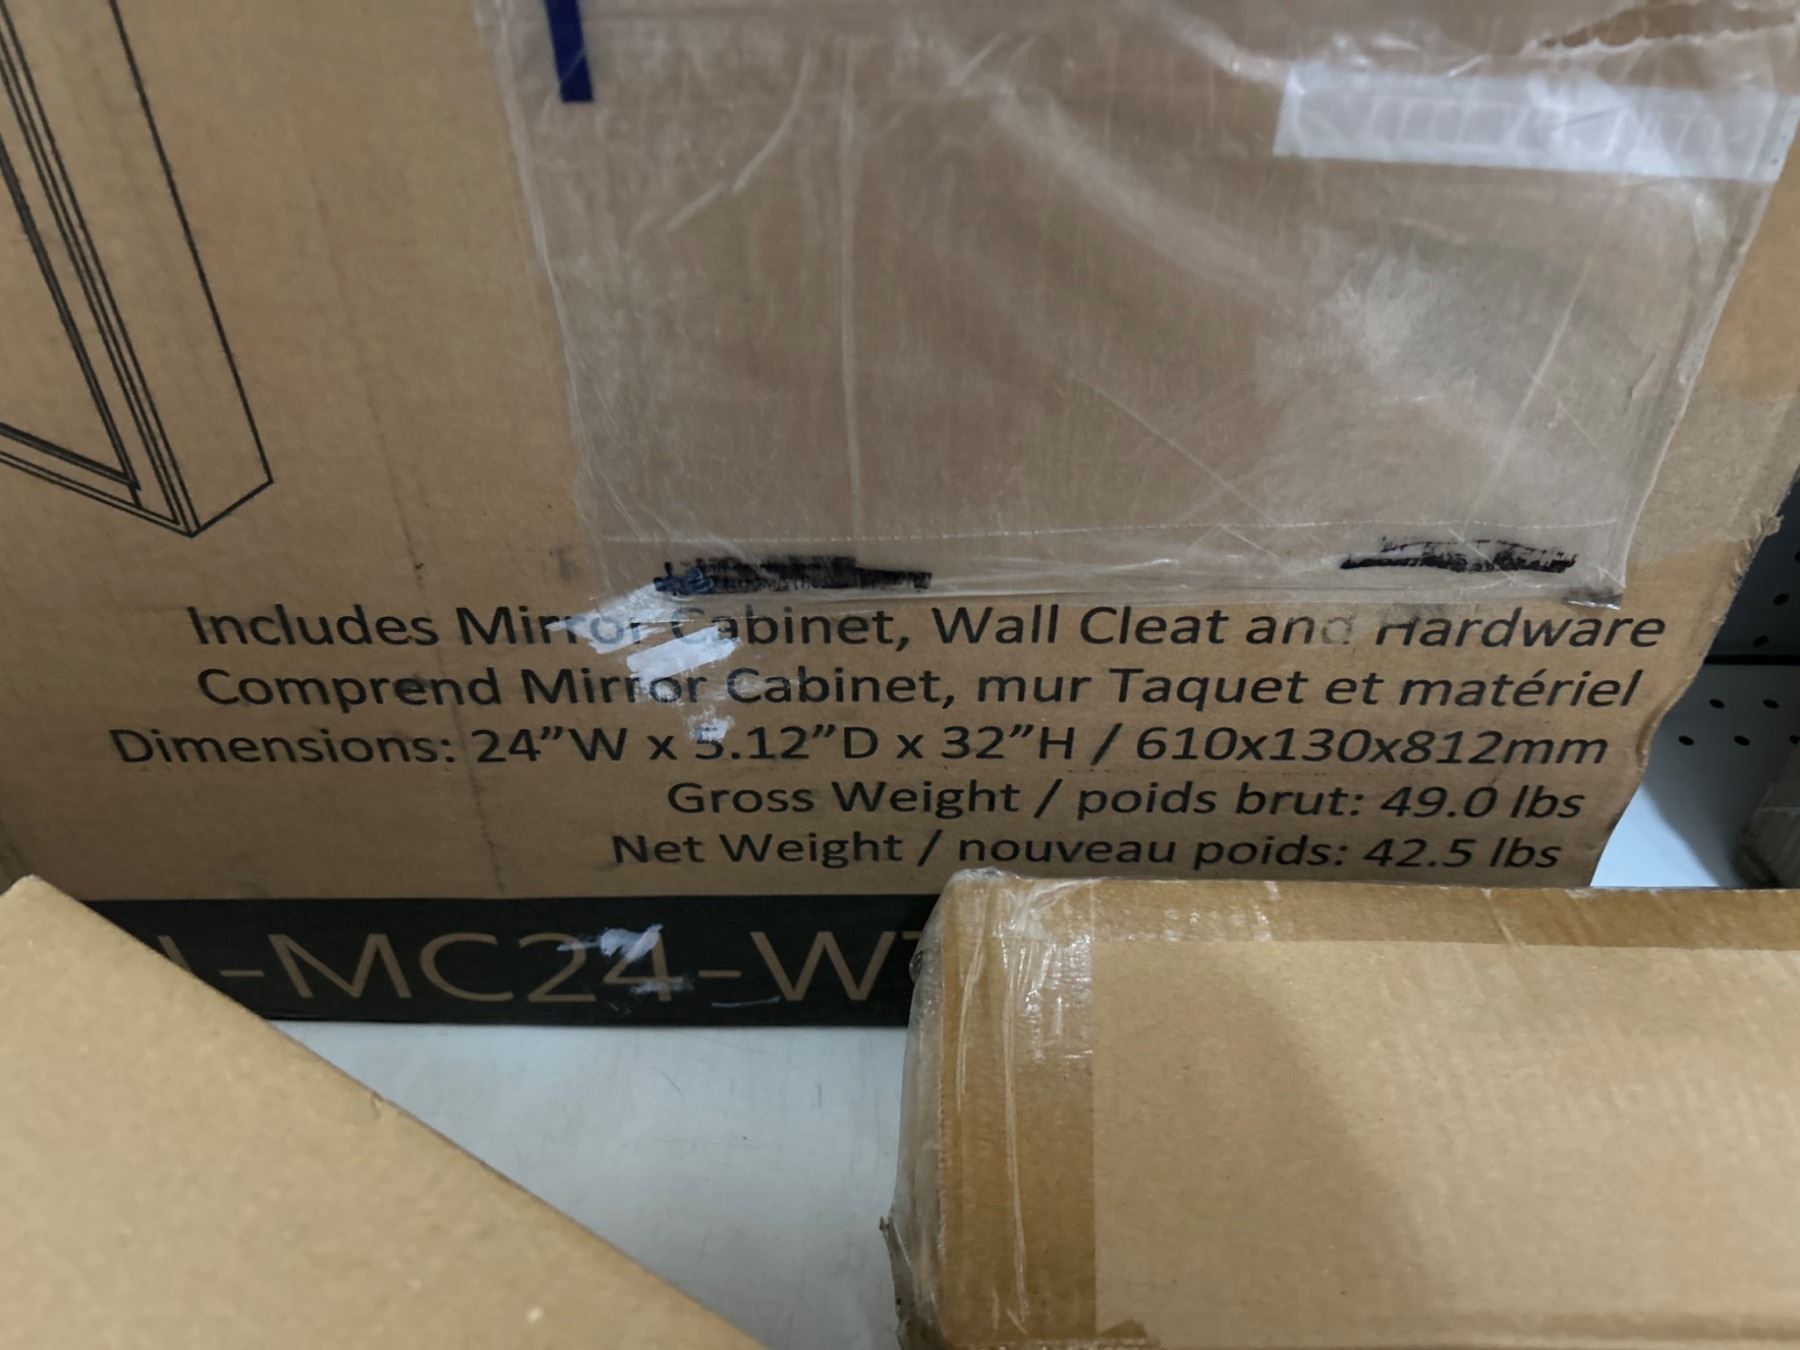 Includes Mirror Cabinet, Wall Cleat and Hardware
Comprend Mirror Cabinet, mur Taquet et matériel
Dimensions: 24”W x 5.12”D x 32”H / 610x130x812mm
Gross Weight / poids brut: 49.0 lbs
Net Weight / nouveau poids: 42.5 lbs
-MC24-W